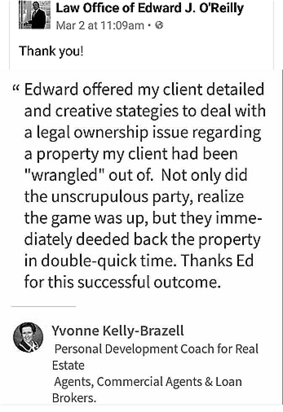 Law Office of Edward J. O'Reilly
Mar 2 at 11:09am ·
Thank you!
“ Edward offered my client detailed
and creative stategies to deal with
a legal ownership issue regarding
a property my client had been
"wrangled" out of.  Not only did
the unscrupulous party, realize
the game was up, but they imme-
diately deeded back the property
in double-quick time. Thanks Ed
for this successful outcome.
Yvonne Kelly-Brazell
Personal Development Coach for Real
Estate
Agents, Commercial Agents & Loan
Brokers.